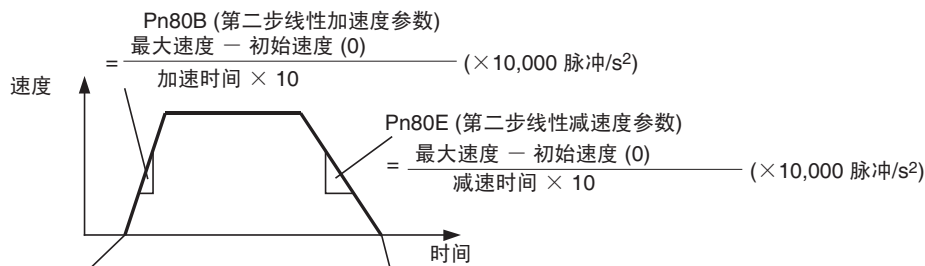 Pn80B (第二步线性加速度参数)
= 最大速度 － 初始速度 (0)
加速时间 × 10
(×10,000 脉冲/s²)
速度
Pn80E (第二步线性减速度参数)
= 最大速度 － 初始速度 (0)
减速时间 × 10
(×10,000 脉冲/s²)
时间